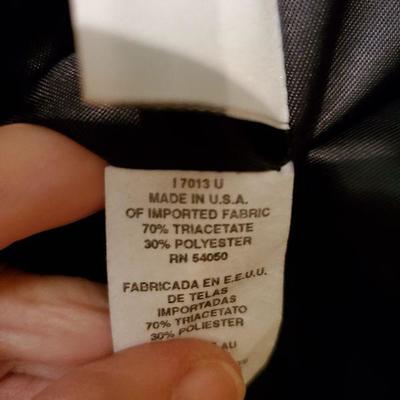 I 7013 U
MADE IN U.S.A.
OF IMPORTED FABRIC
70% TRIACETATE
30% POLYESTER
RN 54050
FABRICADA EN E.E.U.U.
DE TELAS
IMPORTADAS
70% TRIACETATO
30% POLIESTER
AU